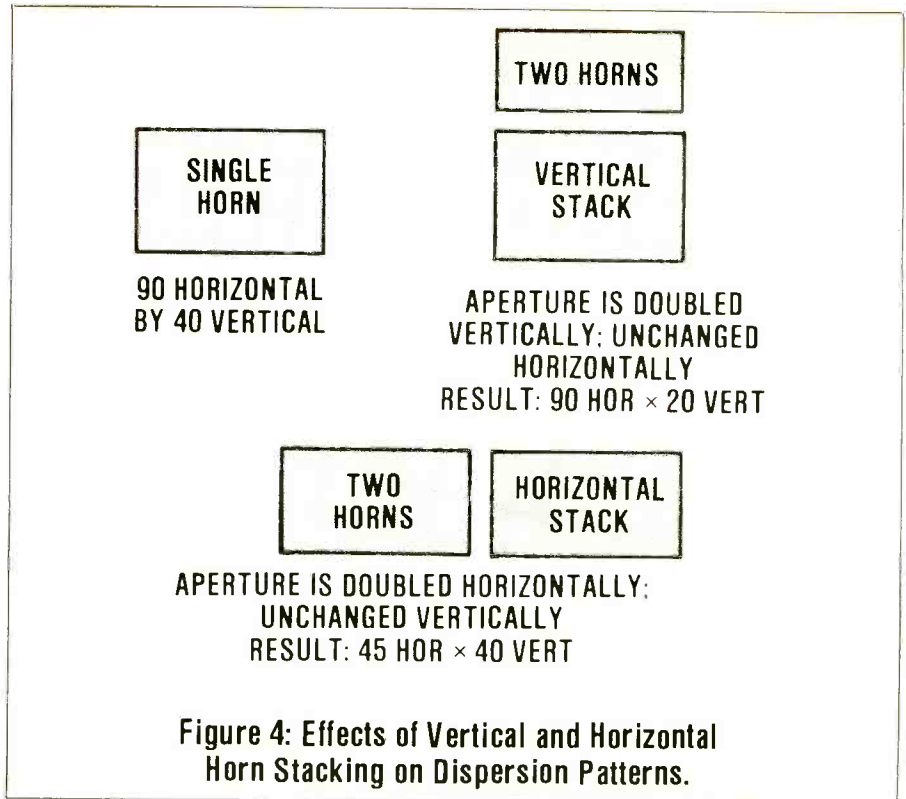 TWO HORNS
SINGLE
HORN
VERTICAL
STACK
90 HORIZONTAL
BY 40 VERTICAL
APERTURE IS DOUBLED
VERTICALLY; UNCHANGED
HORIZONTALLY
RESULT: 90 HOR × 20 VERT
TWO
HORNS
HORIZONTAL
STACK
APERTURE IS DOUBLED HORIZONTALLY;
UNCHANGED VERTICALLY
RESULT: 45 HOR × 40 VERT
Figure 4: Effects of Vertical and Horizontal
Horn Stacking on Dispersion Patterns.